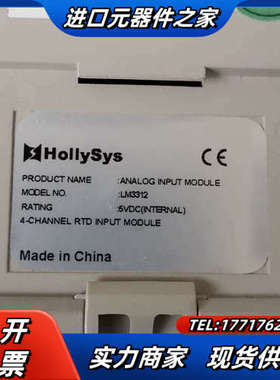 进口元器件之家
HollySys
CE
PRODUCT NAME :ANALOG INPUT MODULE
MODEL NO. :LM3312
RATING :5VDC(INTERNAL)
4-CHANNEL RTD INPUT MODULE
Made in China
可开
发票
TEL:1771762
实力商家 现货供